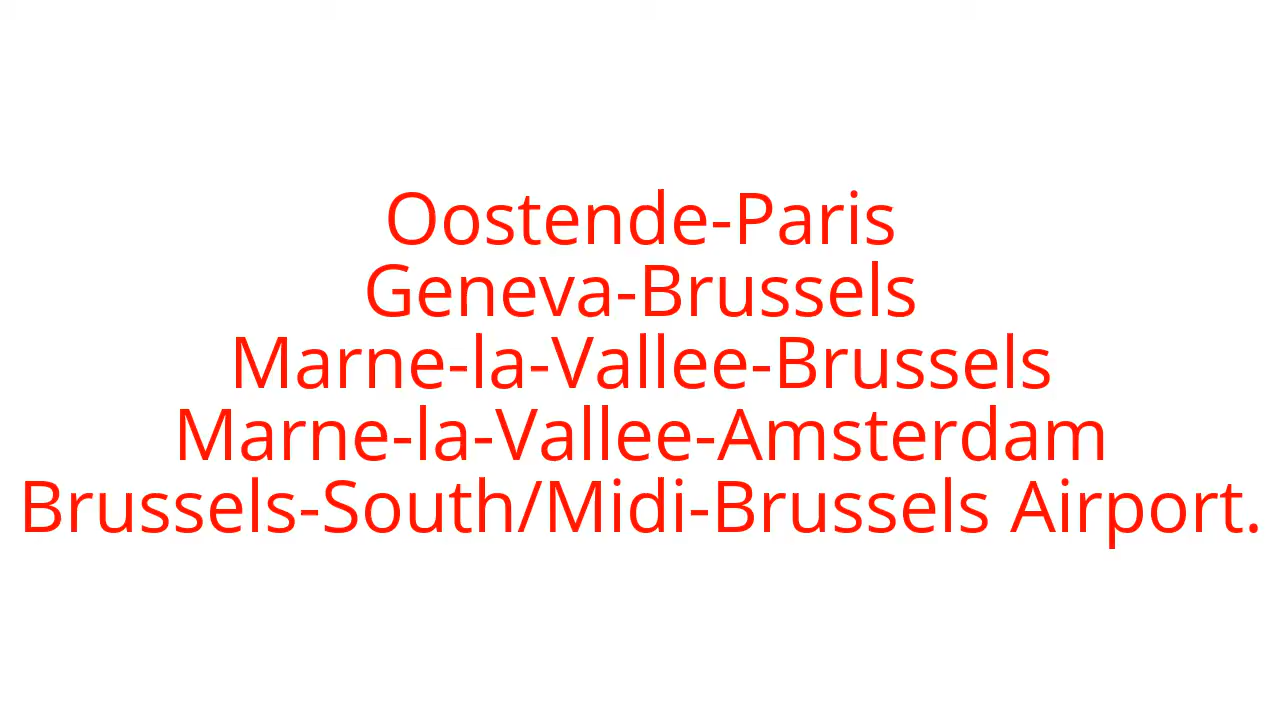 Oostende-Paris
Geneva-Brussels
Marne-la-Vallee-Brussels
Marne-la-Vallee-Amsterdam
Brussels-South/Midi-Brussels Airport.